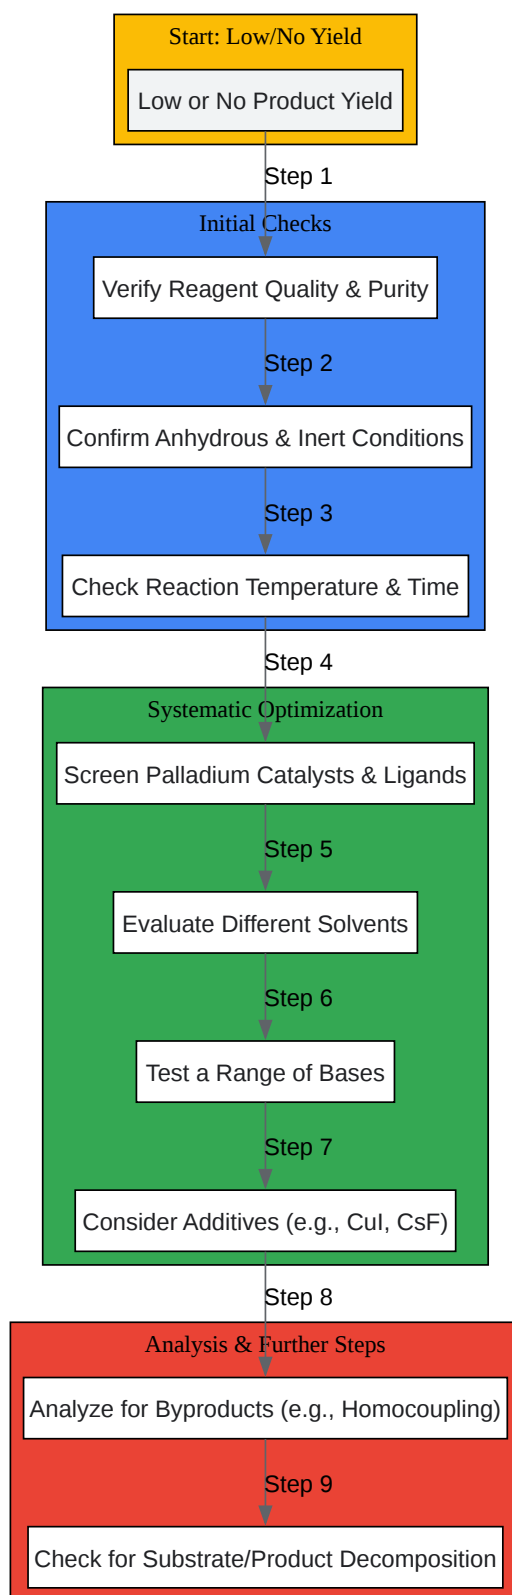 Start: Low/No Yield
Low or No Product Yield
Step 1
Initial Checks
Verify Reagent Quality & Purity
Step 2
Confirm Anhydrous & Inert Conditions
Step 3
Check Reaction Temperature & Time
Step 4
Systematic Optimization
Screen Palladium Catalysts & Ligands
Step 5
Evaluate Different Solvents
Step 6
Test a Range of Bases
Step 7
Consider Additives (e.g., CuI, CsF)
Step 8
Analysis & Further Steps
Analyze for Byproducts (e.g., Homocoupling)
Step 9
Check for Substrate/Product Decomposition